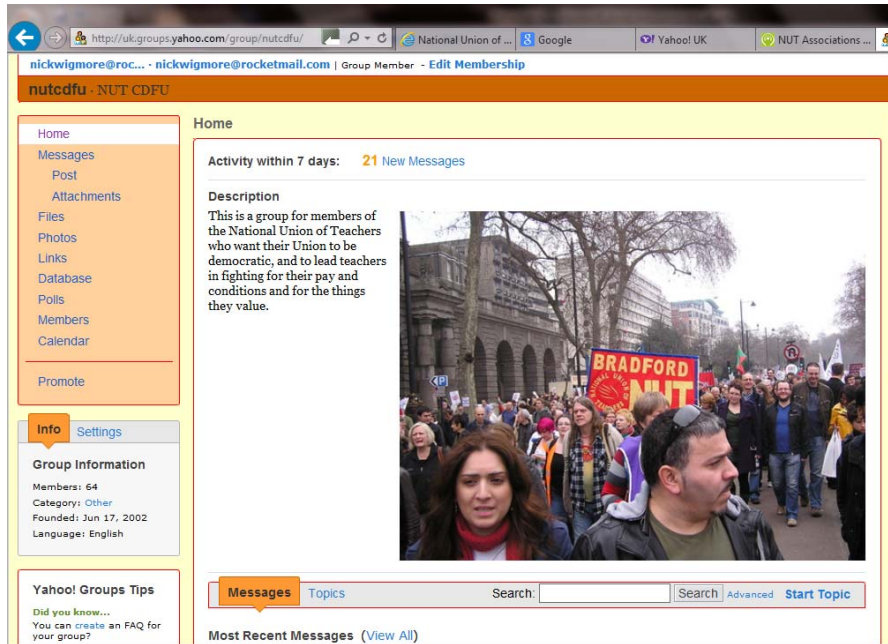 http://uk.groups.yahoo.com/group/nutcdfu/
National Union of ...
Google
Yahoo! UK
NUT Associations ...
nickwigmore@roc... · nickwigmore@rocketmail.com | Group Member - Edit Membership
nutcdfu · NUT CDFU
Home
Messages
Post
Attachments
Files
Photos
Links
Database
Polls
Members
Calendar
Promote
Info
Settings
Group Information
Members: 64
Category: Other
Founded: Jun 17, 2002
Language: English
Yahoo! Groups Tips
Did you know...
You can create an FAQ for
your group?
Home
Activity within 7 days: 21 New Messages
Description
This is a group for members of
the National Union of Teachers
who want their Union to be
democratic, and to lead teachers
in fighting for their pay and
conditions and for the things
they value.
P
BRADFORD
NATIONAL UNION OF TEACHERS
NUT
Messages
Topics
Search:
Search
Advanced
Start Topic
Most Recent Messages (View All)